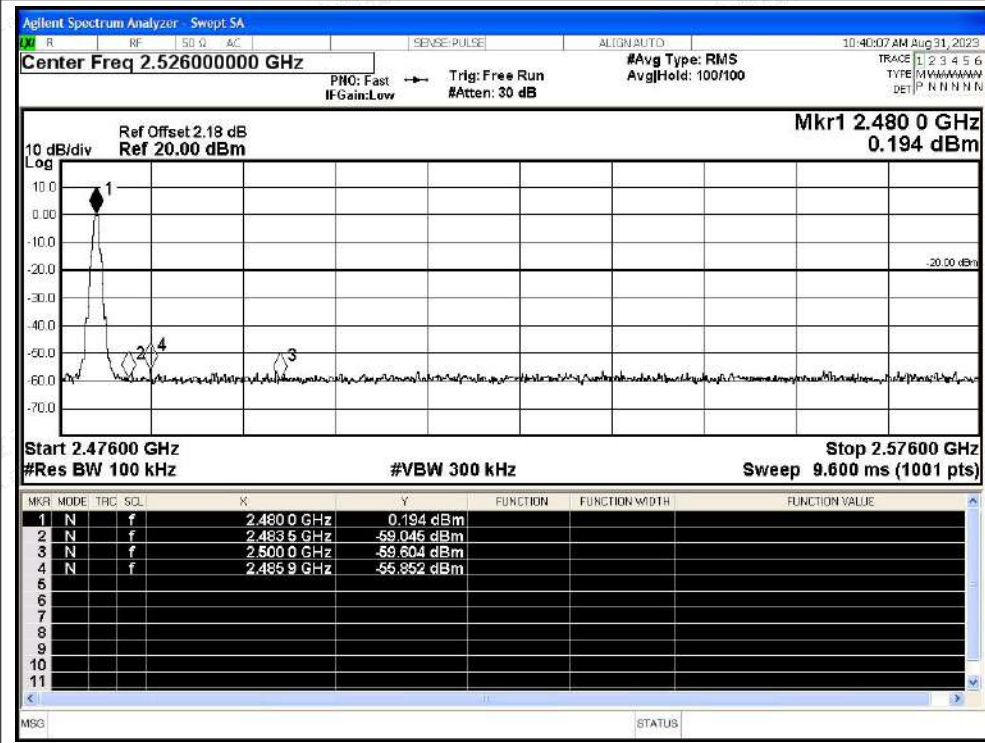 Agilent Spectrum Analyzer - Swept SA
LXI R RF 50 Ω AC SENSE:PULSE ALIGN AUTO 10:40:07 AM Aug 31, 2023
Center Freq 2.526000000 GHz #Avg Type: RMS TRACE 1 2 3 4 5 6
PNO: Fast Trig: Free Run Avg|Hold: 100/100 TYPE M
IFGain:Low #Atten: 30 dB DET P N N N N N
Mkr1 2.480 0 GHz
Ref Offset 2.18 dB
10 dB/div Ref 20.00 dBm 0.194 dBm
Log
10.0
0.00
-10.0
-20.0
-30.0
-40.0
-50.0
-60.0
-70.0
1
-20.00 dBm
2 4 3
Start 2.47600 GHz Stop 2.57600 GHz
#Res BW 100 kHz #VBW 300 kHz Sweep 9.600 ms (1001 pts)
MKR MODE TRC SCL X Y FUNCTION FUNCTION WIDTH FUNCTION VALUE
1 N f 2.480 0 GHz 0.194 dBm
2 N f 2.483 5 GHz -59.045 dBm
3 N f 2.500 0 GHz -59.604 dBm
4 N f 2.485 9 GHz -55.852 dBm
5
6
7
8
9
10
11
MSG STATUS